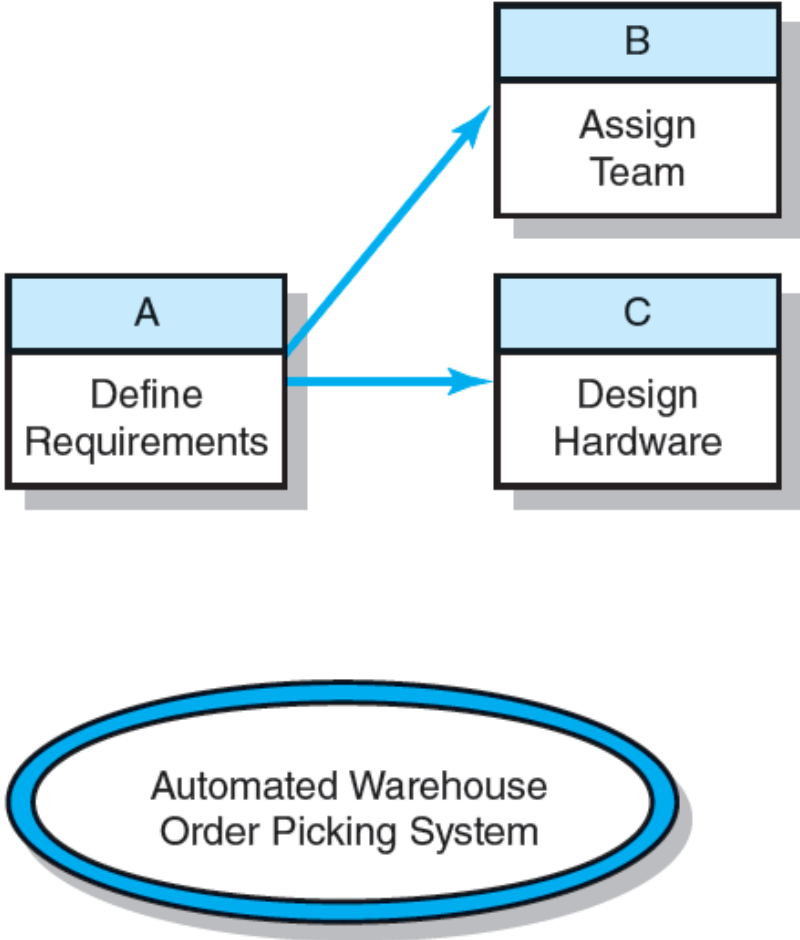 B
Assign
Team
A
Define
Requirements
C
Design
Hardware
Automated Warehouse
Order Picking System